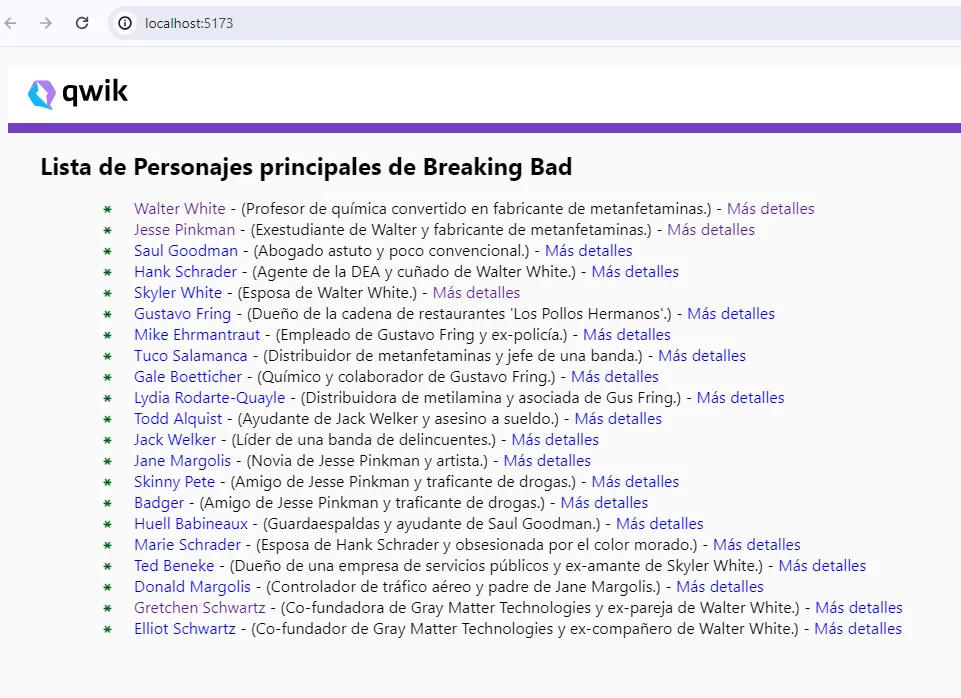 localhost:5173
qwik
Lista de Personajes principales de Breaking Bad
* Walter White - (Profesor de química convertido en fabricante de metanfetaminas.) - Más detalles
* Jesse Pinkman - (Exestudiante de Walter y fabricante de metanfetaminas.) - Más detalles
* Saul Goodman - (Abogado astuto y poco convencional.) - Más detalles
* Hank Schrader - (Agente de la DEA y cuñado de Walter White.) - Más detalles
* Skyler White - (Esposa de Walter White.) - Más detalles
* Gustavo Fring - (Dueño de la cadena de restaurantes 'Los Pollos Hermanos'.) - Más detalles
* Mike Ehrmantraut - (Empleado de Gustavo Fring y ex-policía.) - Más detalles
* Tuco Salamanca - (Distribuidor de metanfetaminas y jefe de una banda.) - Más detalles
* Gale Boetticher - (Químico y colaborador de Gustavo Fring.) - Más detalles
* Lydia Rodarte-Quayle - (Distribuidora de metilamina y asociada de Gus Fring.) - Más detalles
* Todd Alquist - (Ayudante de Jack Welker y asesino a sueldo.) - Más detalles
* Jack Welker - (Líder de una banda de delincuentes.) - Más detalles
* Jane Margolis - (Novia de Jesse Pinkman y artista.) - Más detalles
* Skinny Pete - (Amigo de Jesse Pinkman y traficante de drogas.) - Más detalles
* Badger - (Amigo de Jesse Pinkman y traficante de drogas.) - Más detalles
* Huell Babineaux - (Guardaespaldas y ayudante de Saul Goodman.) - Más detalles
* Marie Schrader - (Esposa de Hank Schrader y obsesionada por el color morado.) - Más detalles
* Ted Beneke - (Dueño de una empresa de servicios públicos y ex-amante de Skyler White.) - Más detalles
* Donald Margolis - (Controlador de tráfico aéreo y padre de Jane Margolis.) - Más detalles
* Gretchen Schwartz - (Co-fundadora de Gray Matter Technologies y ex-pareja de Walter White.) - Más detalles
* Elliot Schwartz - (Co-fundador de Gray Matter Technologies y ex-compañero de Walter White.) - Más detalles